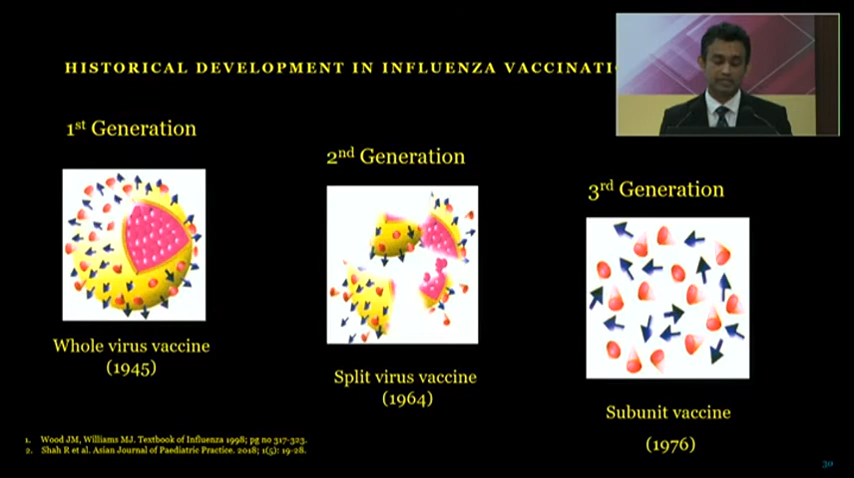 HISTORICAL DEVELOPMENT IN INFLUENZA
1st Generation
2nd Generation
3rd Generation
Whole virus vaccine
(1945)
Split virus vaccine
(1964)
Subunit vaccine
(1976)
1. Wood JM, Williams MJ. Textbook of Influenza 1998; pg no 317-323.
2. Shah R et al. Asian Journal of Paediatric Practice. 2018; 1(5): 19-28.
30